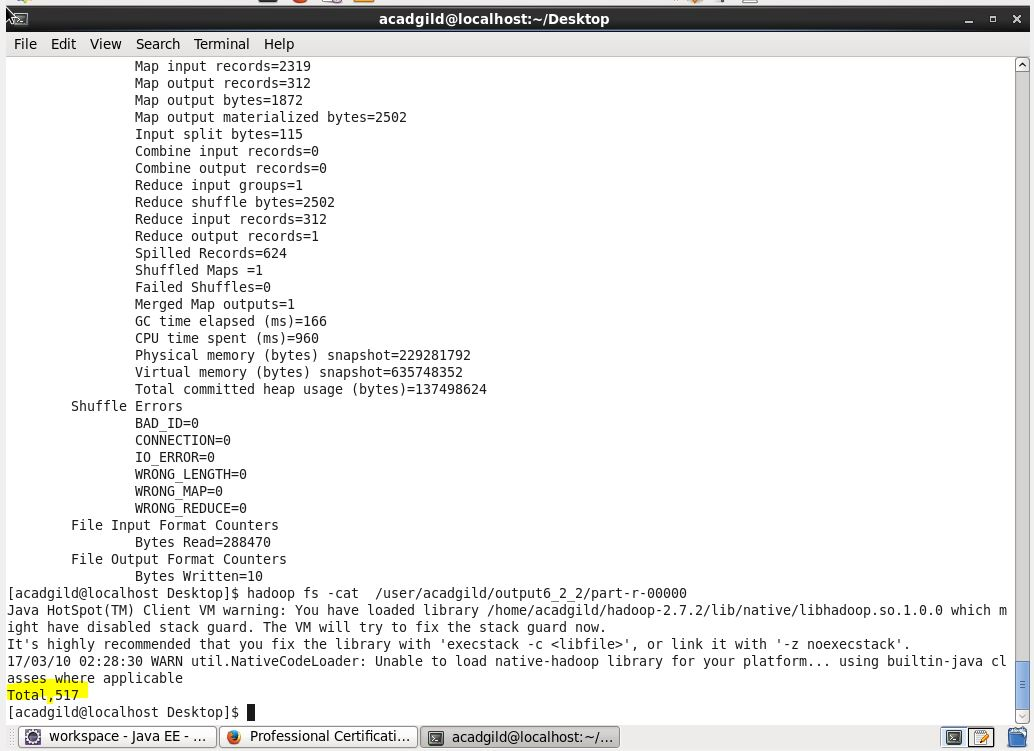 acadgild@localhost:~/Desktop
File Edit View Search Terminal Help
Map input records=2319
Map output records=312
Map output bytes=1872
Map output materialized bytes=2502
Input split bytes=115
Combine input records=0
Combine output records=0
Reduce input groups=1
Reduce shuffle bytes=2502
Reduce input records=312
Reduce output records=1
Spilled Records=624
Shuffled Maps =1
Failed Shuffles=0
Merged Map outputs=1
GC time elapsed (ms)=166
CPU time spent (ms)=960
Physical memory (bytes) snapshot=229281792
Virtual memory (bytes) snapshot=635748352
Total committed heap usage (bytes)=137498624
Shuffle Errors
BAD_ID=0
CONNECTION=0
IO_ERROR=0
WRONG_LENGTH=0
WRONG_MAP=0
WRONG_REDUCE=0
File Input Format Counters
Bytes Read=288470
File Output Format Counters
Bytes Written=10
[acadgild@localhost Desktop]$ hadoop fs -cat  /user/acadgild/output6_2_2/part-r-00000
Java HotSpot(TM) Client VM warning: You have loaded library /home/acadgild/hadoop-2.7.2/lib/native/libhadoop.so.1.0.0 which m
ight have disabled stack guard. The VM will try to fix the stack guard now.
It's highly recommended that you fix the library with 'execstack -c <libfile>', or link it with '-z noexecstack'.
17/03/10 02:28:30 WARN util.NativeCodeLoader: Unable to load native-hadoop library for your platform... using builtin-java cl
asses where applicable
Total,517
[acadgild@localhost Desktop]$
workspace - Java EE - ... Professional Certificati... acadgild@localhost:~/...